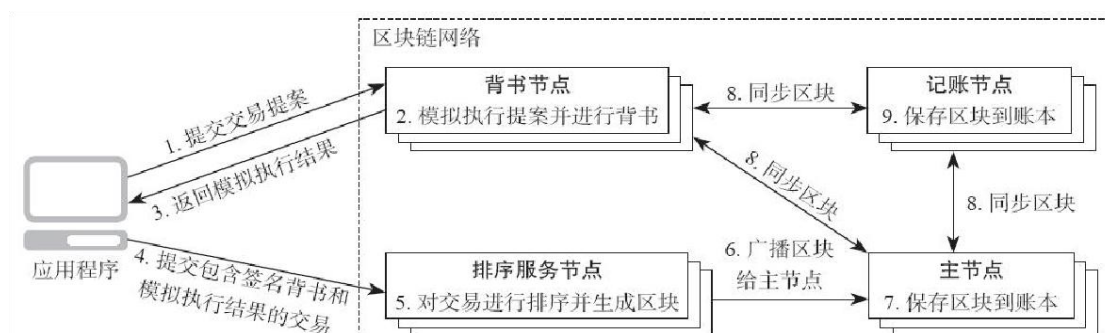 区块链网络
背书节点
2. 模拟执行提案并进行背书
8. 同步区块
记账节点
9. 保存区块到账本
1. 提交交易提案
3. 返回模拟执行结果
8. 同步区块
8. 同步区块
应用程序
4. 提交包含签名背书和
模拟执行结果的交易
排序服务节点
5. 对交易进行排序并生成区块
6. 广播区块
给主节点
主节点
7. 保存区块到账本